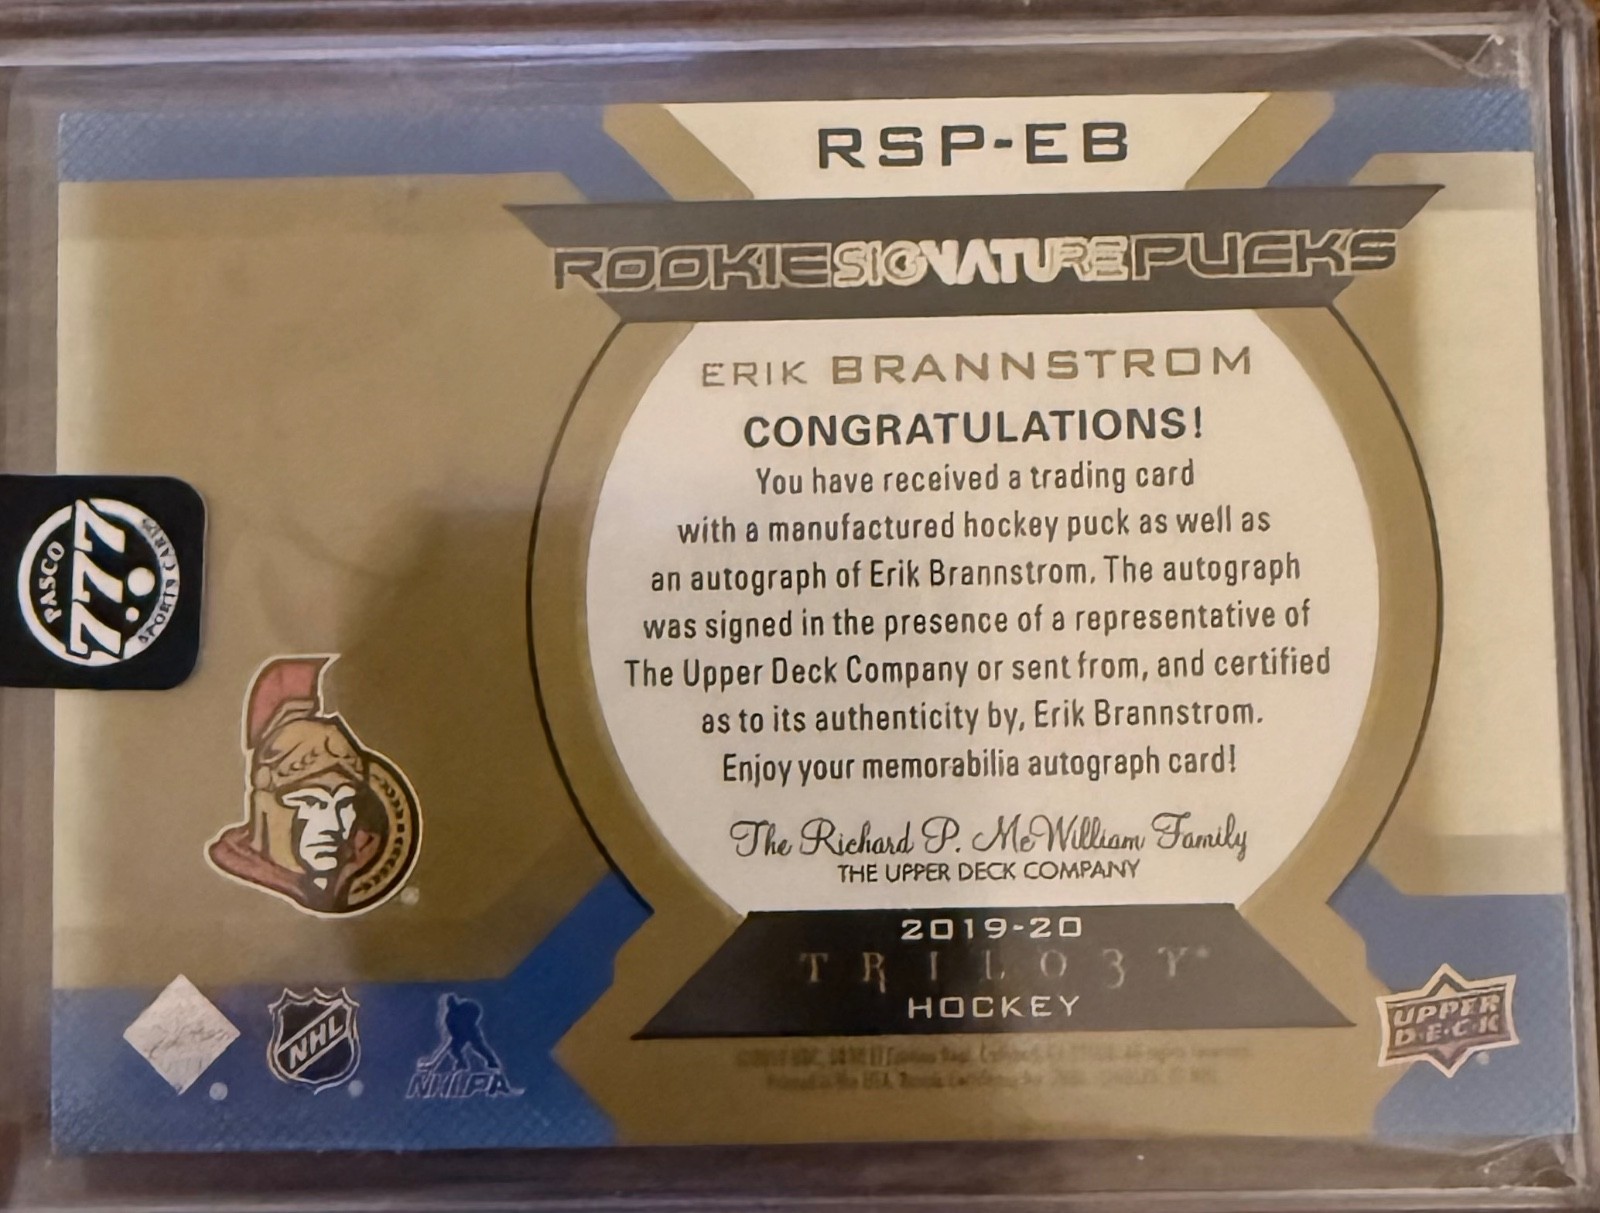 RSP-EB
ROOKIE SIGNATURE PUCKS
ERIK BRANNSTROM
CONGRATULATIONS!
You have received a trading card
with a manufactured hockey puck as well as
an autograph of Erik Brannstrom. The autograph
was signed in the presence of a representative of
The Upper Deck Company or sent from, and certified
as to its authenticity by, Erik Brannstrom.
Enjoy your memorabilia autograph card!
The Richard P. McWilliam Family
THE UPPER DECK COMPANY
2019-20
TRILO3Y
HOCKEY
PASCO
777
SPORTS CARDS
NHL
NHLPA
UPPER
DECK